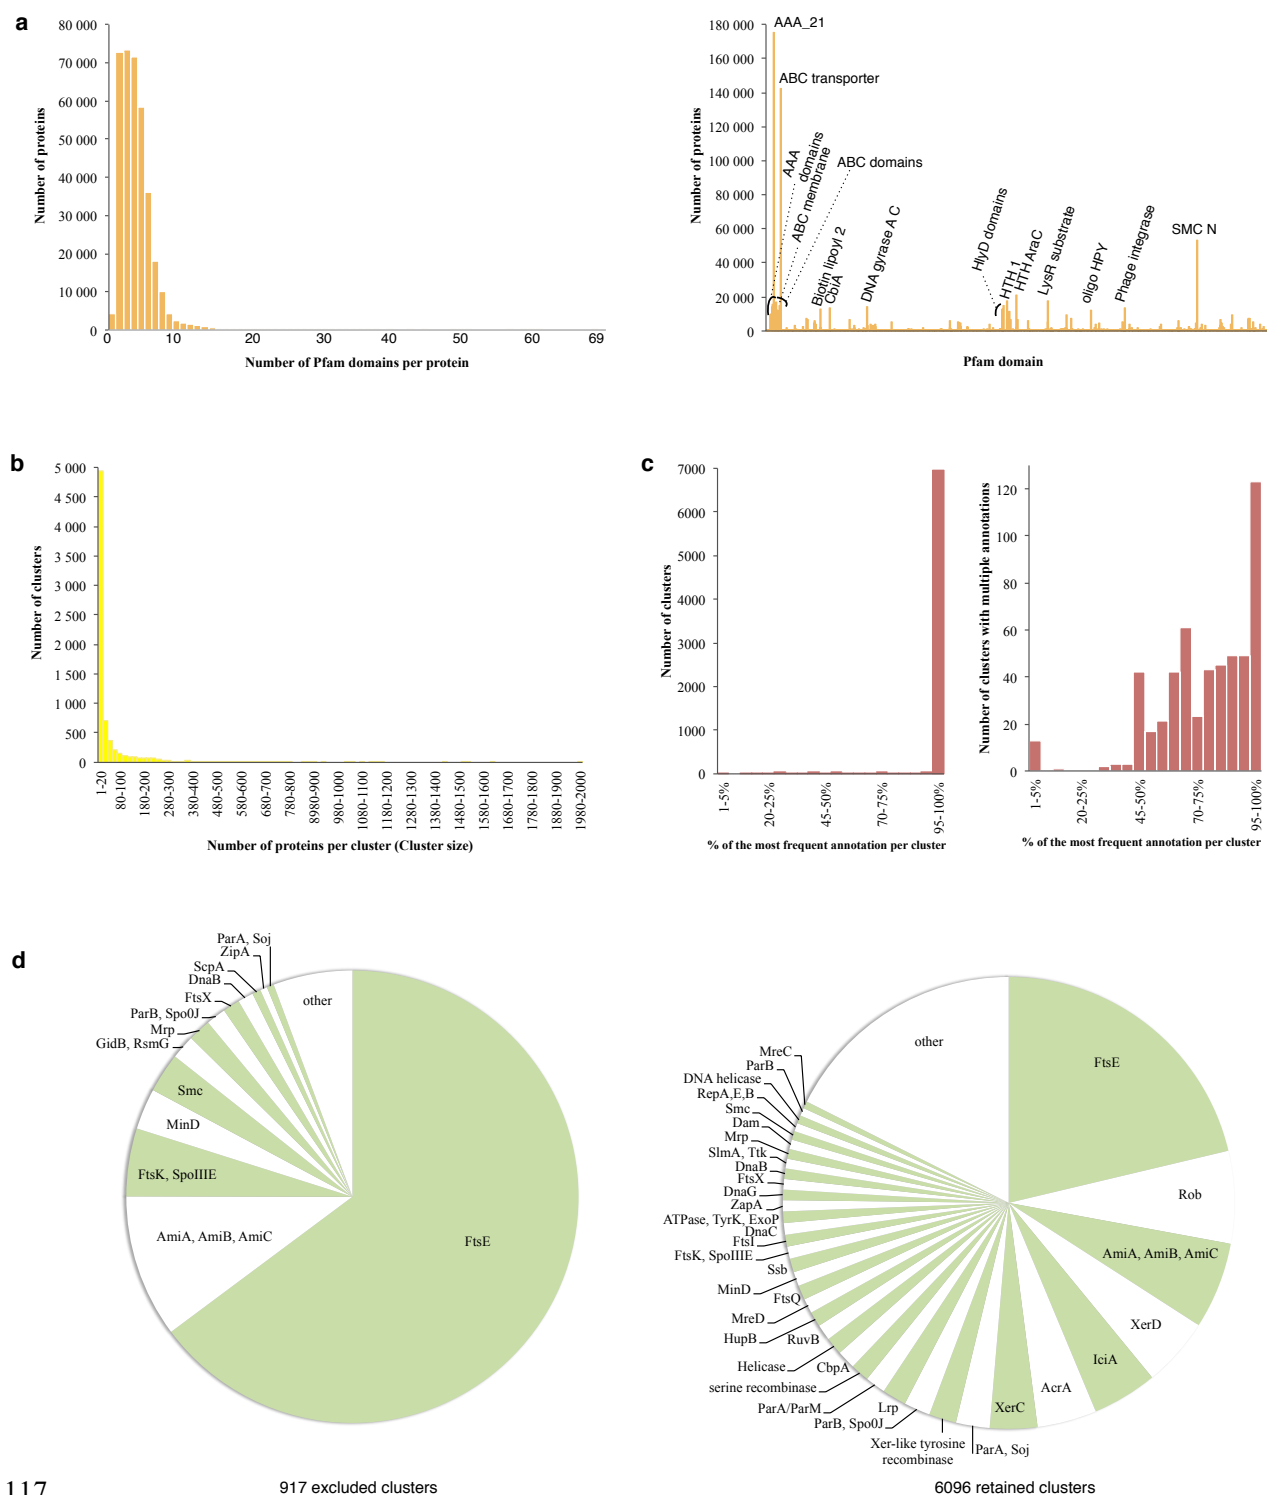 a
80 000
70 000
60 000
50 000
40 000
30 000
20 000
10 000
0
Number of proteins
0 10 20 30 40 50 60 69
Number of Pfam domains per protein
180 000
160 000
140 000
120 000
100 000
80 000
60 000
40 000
20 000
0
Number of proteins
AAA_21
ABC transporter
AAA domains
ABC membrane
ABC domains
Biotin lipoyl 2
CbiA
DNA gyrase A C
HlyD domains
HTH 1
HTH AraC
LysR substrate
oligo HPY
Phage integrase
SMC N
Pfam domain
b
5 000
4 500
4 000
3 500
3 000
2 500
2 000
1 500
1 000
500
0
Number of clusters
1-20
80-100
180-200
280-300
380-400
480-500
580-600
680-700
780-800
880-900
980-1000
1080-1100
1180-1200
1280-1300
1380-1400
1480-1500
1580-1600
1680-1700
1780-1800
1880-1900
1980-2000
Number of proteins per cluster (Cluster size)
c
7000
6000
5000
4000
3000
2000
1000
0
Number of clusters
1-5%
20-25%
45-50%
70-75%
95-100%
% of the most frequent annotation per cluster
120
100
80
60
40
20
0
Number of clusters with multiple annotations
1-5%
20-25%
45-50%
70-75%
95-100%
% of the most frequent annotation per cluster
d
ParA, Soj
ZipA
ScpA
DnaB
FtsX
ParB, Spo0J
Mrp
GidB, RsmG
Smc
MinD
FtsK, SpoIIIE
AmiA, AmiB, AmiC
FtsE
other
917 excluded clusters
other
FtsE
Rob
AmiA, AmiB, AmiC
XerD
IciA
AcrA
XerC
ParA, Soj
Xer-like tyrosine
recombinase
ParB, Spo0J
Lrp
ParA/ParM
serine recombinase
CbpA
Helicase
RuvB
HupB
MreD
FtsQ
MinD
Ssb
FtsK, SpoIIIE
FtsI
DnaC
ATPase, TyrK, ExoP
ZapA
DnaG
FtsX
DnaB
SlmA, Ttk
Mrp
Dam
Smc
RepA,E,B
DNA helicase
ParB
MreC
6096 retained clusters
117